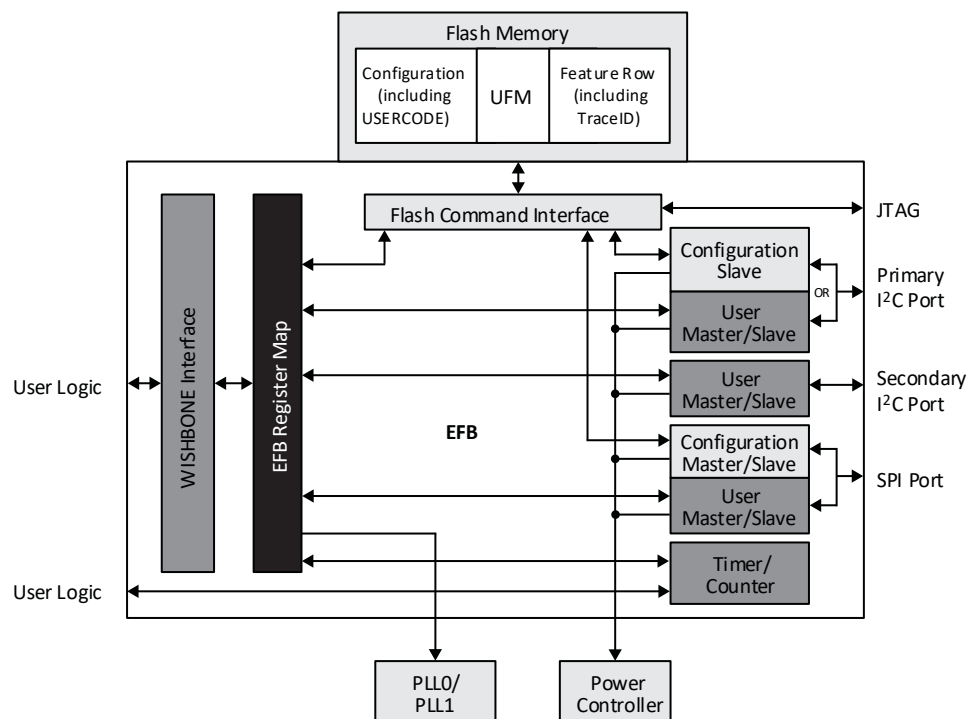 Flash Memory
Configuration
(including
USERCODE)
UFM
Feature Row
(including
TraceID)
Flash Command Interface
JTAG
Configuration
Slave
OR
Primary
I²C Port
User
Master/Slave
User Logic
WISHBONE Interface
EFB Register Map
User
Master/Slave
Secondary
I²C Port
EFB
Configuration
Master/Slave
SPI Port
User
Master/Slave
Timer/
Counter
User Logic
PLL0/
PLL1
Power
Controller